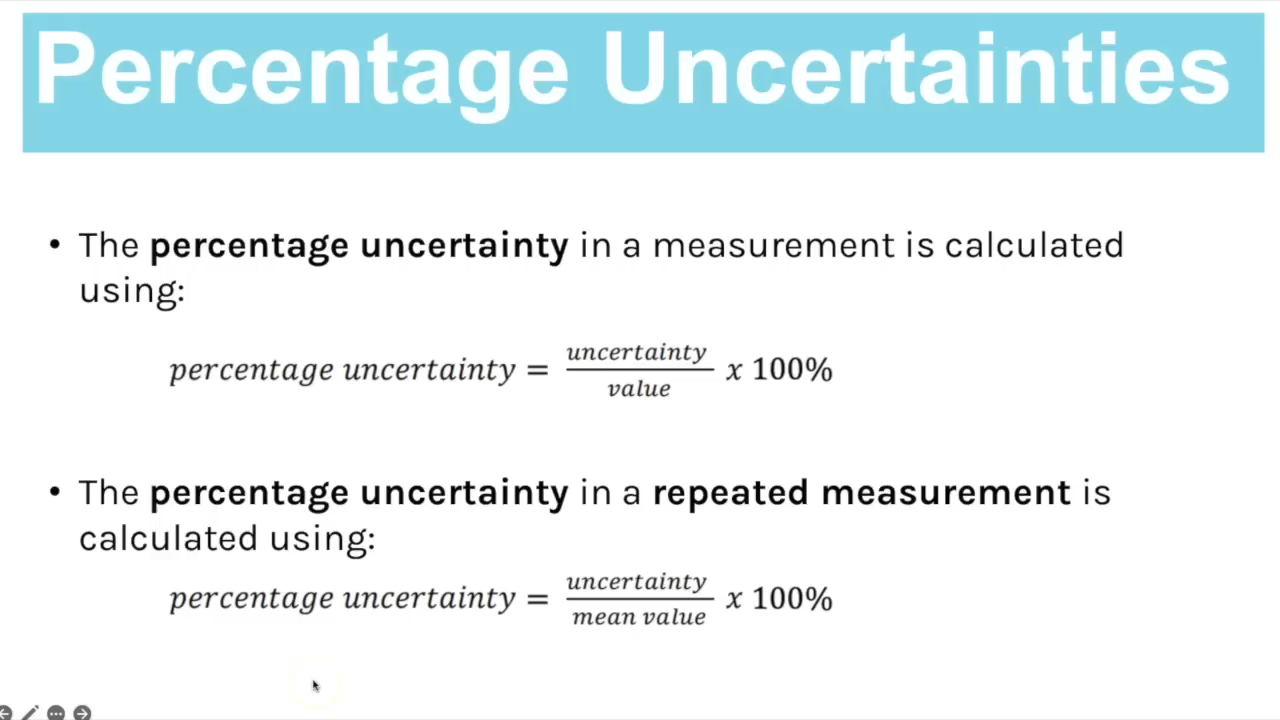 Percentage Uncertainties
• The percentage uncertainty in a measurement is calculated
using:
percentage uncertainty = uncertainty/value x 100%
• The percentage uncertainty in a repeated measurement is
calculated using:
percentage uncertainty = uncertainty/mean value x 100%